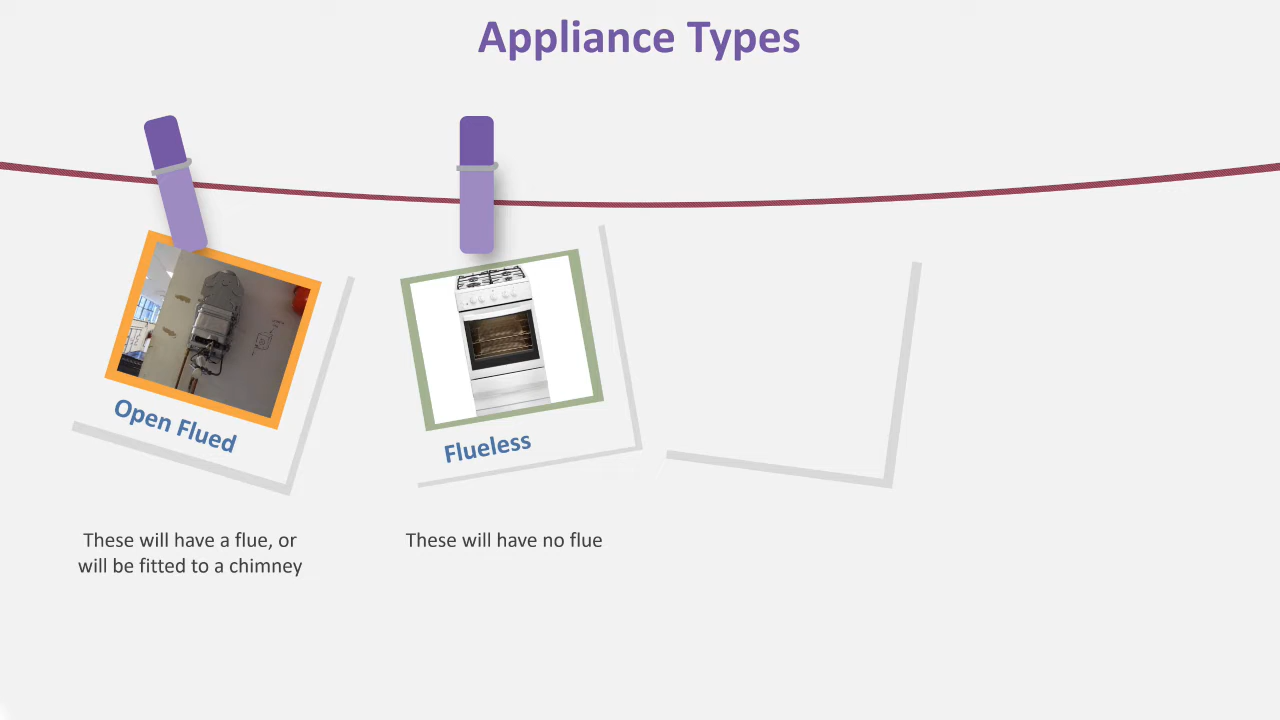 Appliance Types
Open Flued
Flueless
These will have a flue, or
will be fitted to a chimney
These will have no flue